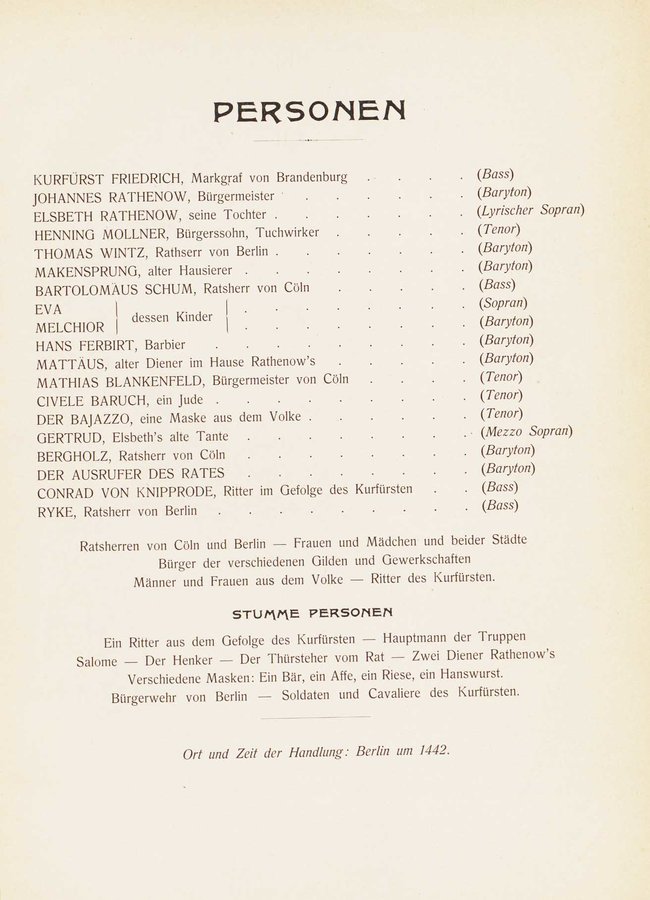 PERSONEN
KURFÜRST FRIEDRICH, Markgraf von Brandenburg . . . . (Bass)
JOHANNES RATHENOW, Bürgermeister . . . . . . (Baryton)
ELSBETH RATHENOW, seine Tochter . . . . . . . (Lyrischer Sopran)
HENNING MOLLNER, Bürgerssohn, Tuchwirker . . . . . (Tenor)
THOMAS WINTZ, Rathserr von Berlin . . . . . . . (Baryton)
MAKENSPRUNG, alter Hausierer . . . . . . . . (Baryton)
BARTOLOMÄUS SCHUM, Ratsherr von Cöln . . . . . (Bass)
EVA . . . . . . . . (Sopran)
dessen Kinder
MELCHIOR . . . . . . . . (Baryton)
HANS FERBIRT, Barbier . . . . . . . . . (Baryton)
MATTÄUS, alter Diener im Hause Rathenow's . . . . . (Baryton)
MATHIAS BLANKENFELD, Bürgermeister von Cöln . . . . (Tenor)
CIVELE BARUCH, ein Jude . . . . . . . . . (Tenor)
DER BAJAZZO, eine Maske aus dem Volke . . . . . . (Tenor)
GERTRUD, Elsbeth's alte Tante . . . . . . . . (Mezzo Sopran)
BERGHOLZ, Ratsherr von Cöln . . . . . . . . (Baryton)
DER AUSRUFER DES RATES . . . . . . . . (Baryton)
CONRAD VON KNIPPRODE, Ritter im Gefolge des Kurfürsten . . (Bass)
RYKE, Ratsherr von Berlin . . . . . . . . . (Bass)
Ratsherren von Cöln und Berlin — Frauen und Mädchen und beider Städte
Bürger der verschiedenen Gilden und Gewerkschaften
Männer und Frauen aus dem Volke — Ritter des Kurfürsten.
STUMME PERSONEN
Ein Ritter aus dem Gefolge des Kurfürsten — Hauptmann der Truppen
Salome — Der Henker — Der Thürsteher vom Rat — Zwei Diener Rathenow's
Verschiedene Masken: Ein Bär, ein Affe, ein Riese, ein Hanswurst.
Bürgerwehr von Berlin — Soldaten und Cavaliere des Kurfürsten.
Ort und Zeit der Handlung: Berlin um 1442.